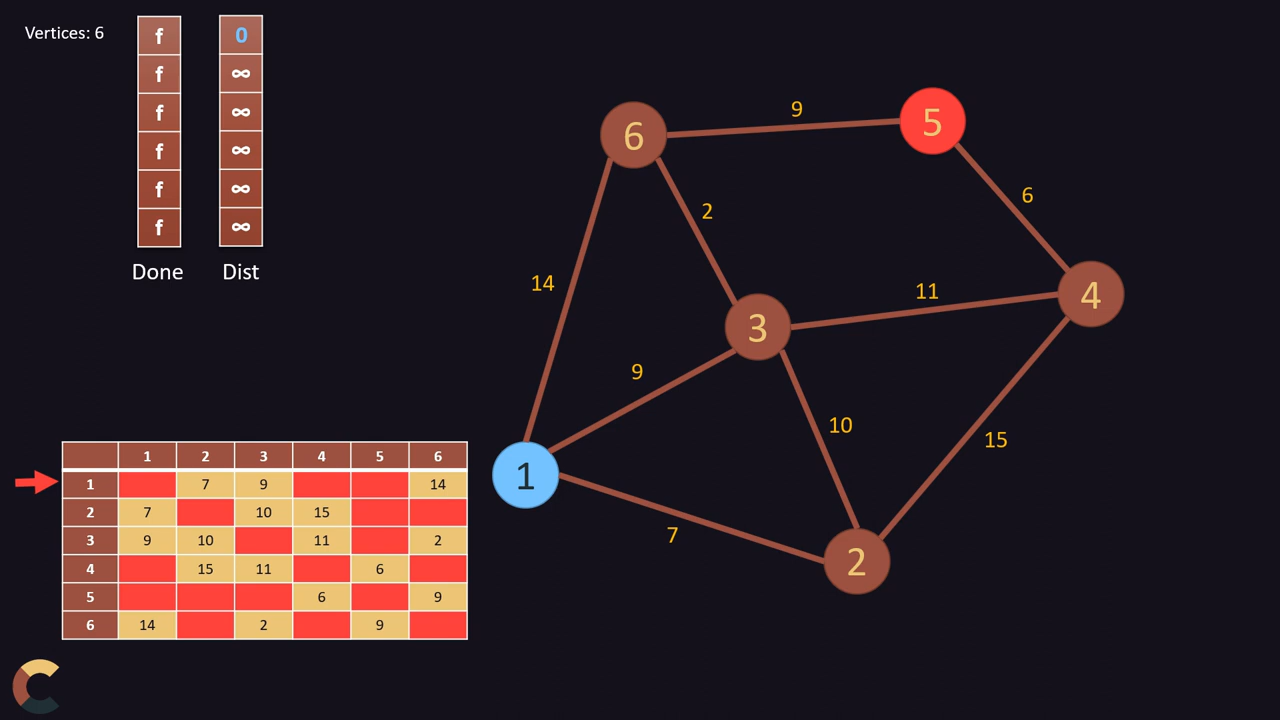 Vertices: 6
f 0
f ∞
f ∞
f ∞
f ∞
f ∞
Done Dist
9
6
5
6
2
14
11
4
3
9
10
15
1
7
2
1 2 3 4 5 6
1 7 9 14
2 7 10 15
3 9 10 11 2
4 15 11 6
5 6 9
6 14 2 9